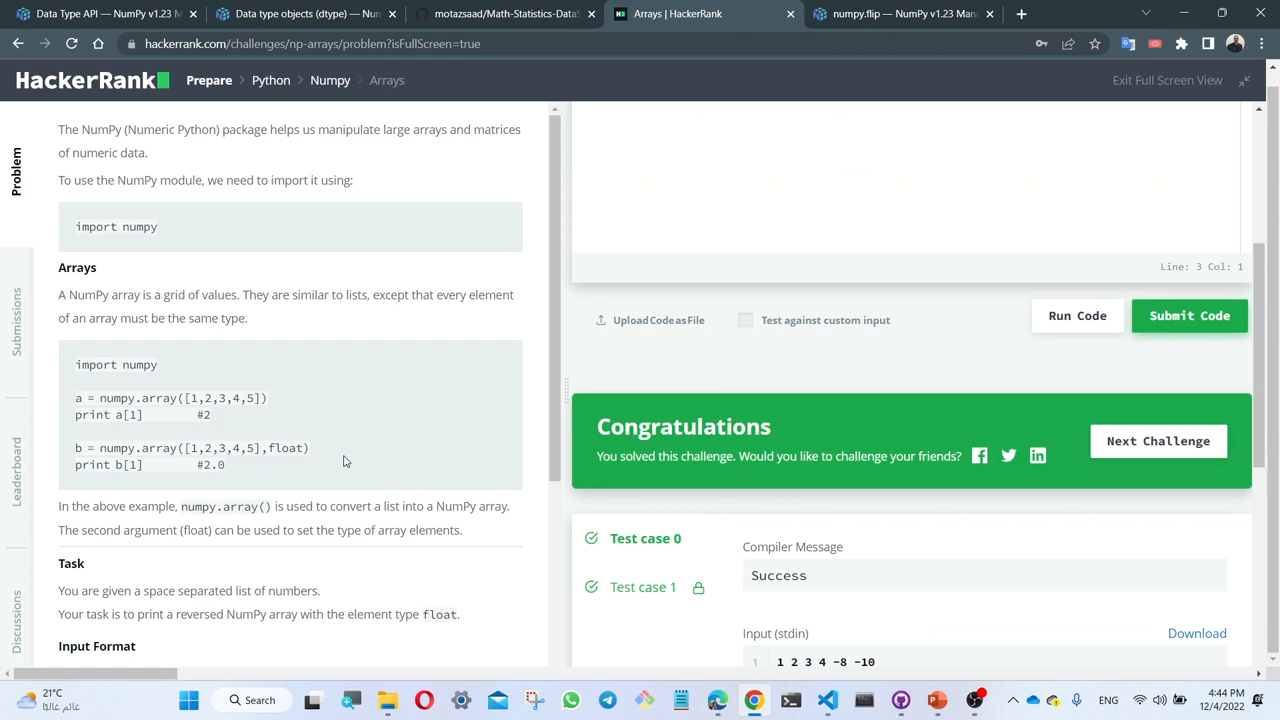 Data Types — NumPy v1.23 M
Data type objects (dtype) — Num
motazsaad/Math-Statistics-DataS
Arrays | HackerRank
numpy.flip — NumPy v1.23 Manu
hackerrank.com/challenges/np-arrays/problem?isFullScreen=true
HackerRank
Prepare > Python > Numpy > Arrays
Exit Full Screen View
Problem
Submissions
Leaderboard
Discussions
The NumPy (Numeric Python) package helps us manipulate large arrays and matrices
of numeric data.
To use the NumPy module, we need to import it using:
import numpy
Arrays
A NumPy array is a grid of values. They are similar to lists, except that every element
of an array must be the same type.
import numpy
a = numpy.array([1,2,3,4,5])
print a[1] #2
b = numpy.array([1,2,3,4,5],float)
print b[1] #2.0
In the above example, numpy.array() is used to convert a list into a NumPy array.
The second argument (float) can be used to set the type of array elements.
Task
You are given a space separated list of numbers.
Your task is to print a reversed NumPy array with the element type float.
Input Format
Line: 3 Col: 1
Upload Code as File
Test against custom input
Run Code
Submit Code
Congratulations
You solved this challenge. Would you like to challenge your friends?
Next Challenge
Test case 0
Test case 1
Compiler Message
Success
Input (stdin)
Download
1 1 2 3 4 -8 -10
21°C
غائم غالبًا
Search
ENG
4:44 PM
12/4/2022